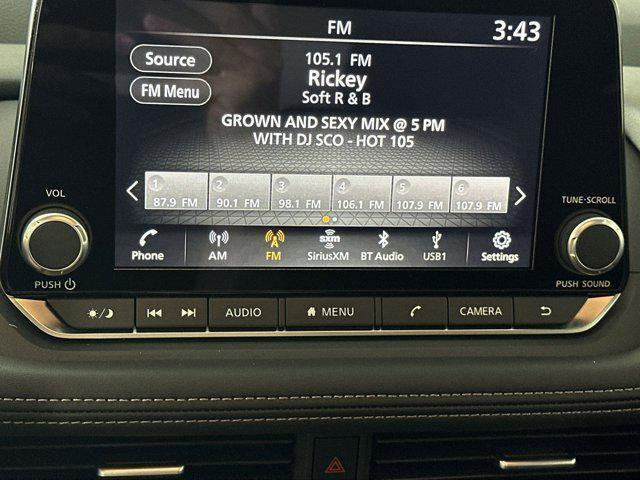 FM
3:43
Source
105.1 FM
Rickey
FM Menu
Soft R & B
GROWN AND SEXY MIX @ 5 PM
WITH DJ SCO - HOT 105
1 2 3 4 5 6
87.9 FM 90.1 FM 98.1 FM 106.1 FM 107.9 FM 107.9 FM
Phone AM FM sxm SiriusXM BT Audio USB1 Settings
VOL
PUSH
TUNE·SCROLL
PUSH SOUND
AUDIO MENU CAMERA